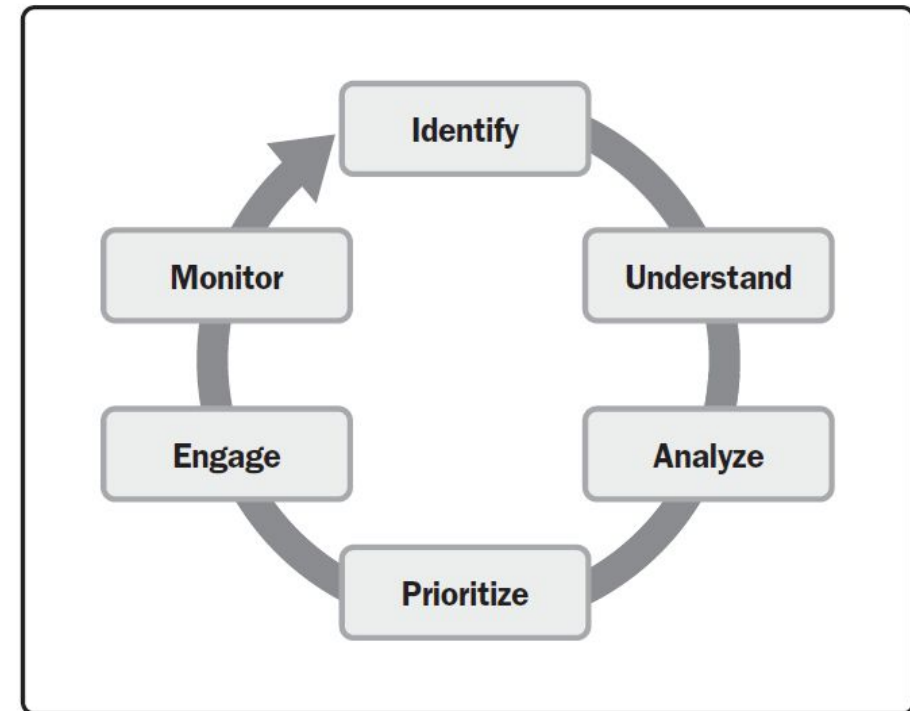 Identify
Understand
Analyze
Prioritize
Engage
Monitor